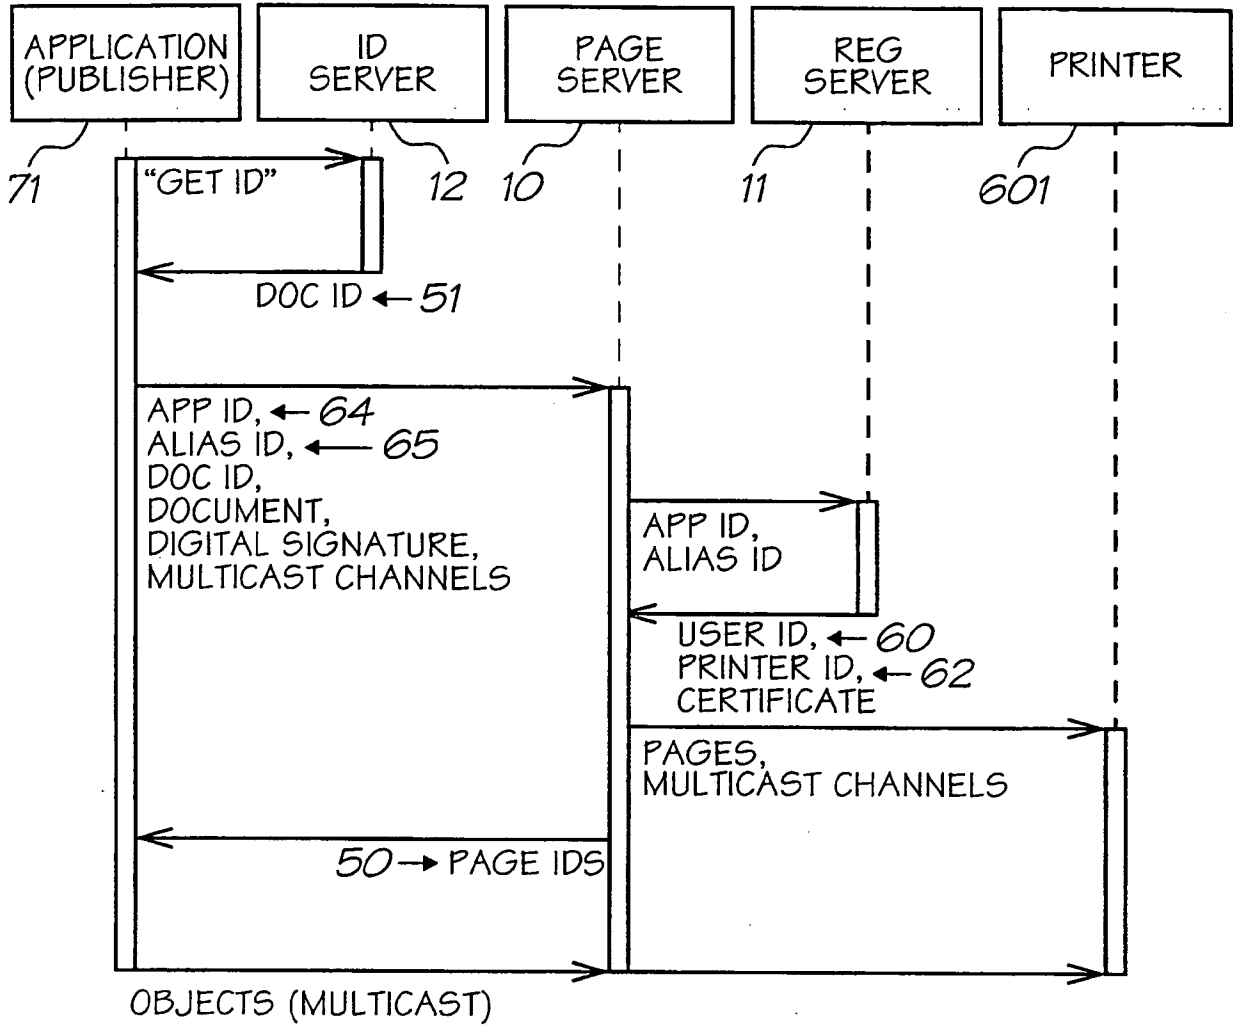 APPLICATION
(PUBLISHER)
ID
SERVER
PAGE
SERVER
REG
SERVER
PRINTER
71
12
10
11
601
"GET ID"
DOC ID ← 51
APP ID, ← 64
ALIAS ID, ← 65
DOC ID,
DOCUMENT,
DIGITAL SIGNATURE,
MULTICAST CHANNELS
APP ID,
ALIAS ID
USER ID, ← 60
PRINTER ID, ← 62
CERTIFICATE
PAGES,
MULTICAST CHANNELS
50 → PAGE IDS
OBJECTS (MULTICAST)